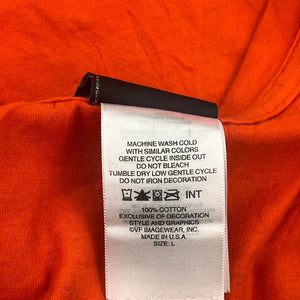 MACHINE WASH COLD
WITH SIMILAR COLORS
GENTLE CYCLE INSIDE OUT
DO NOT BLEACH
TUMBLE DRY LOW GENTLE CYCLE
DO NOT IRON DECORATION
INT
100% COTTON
EXCLUSIVE OF DECORATION
STYLE AND GRAPHICS
©VF IMAGEWEAR, INC.
MADE IN U.S.A.
SIZE: L